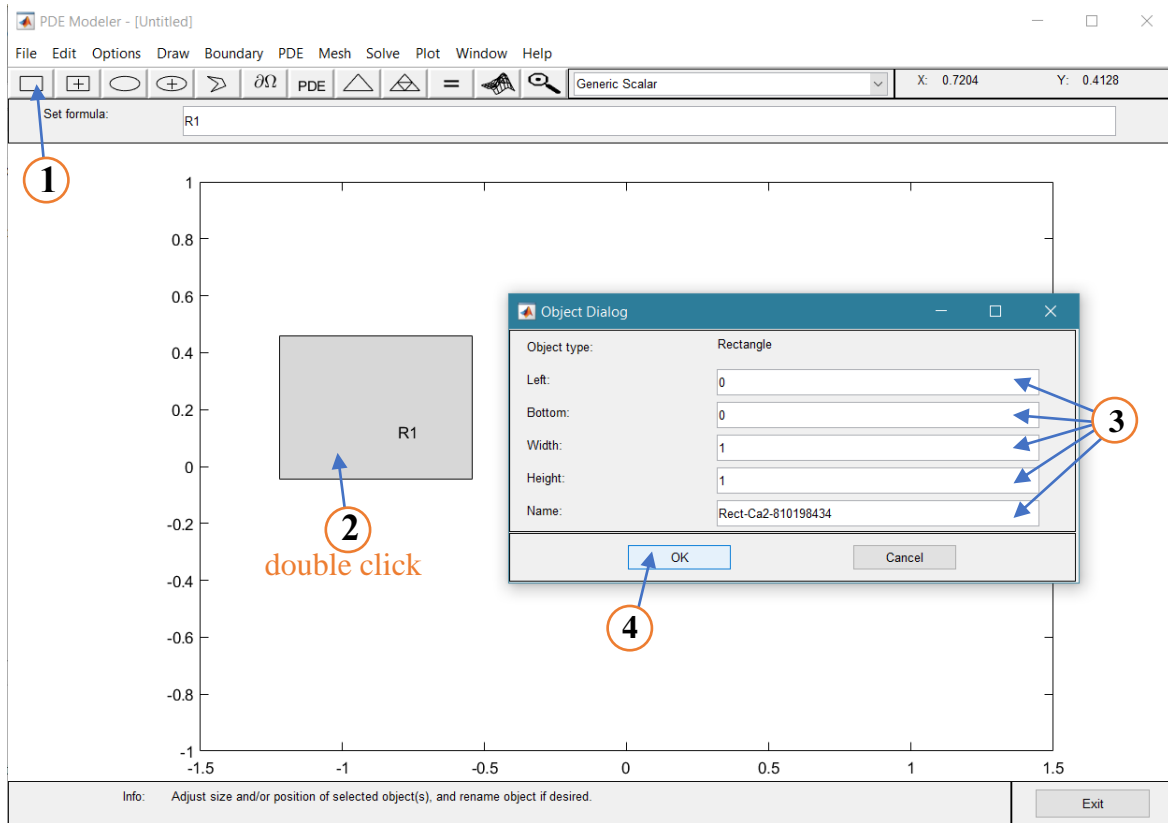 PDE Modeler - [Untitled]
File Edit Options Draw Boundary PDE Mesh Solve Plot Window Help
∂Ω PDE = Generic Scalar X: 0.7204 Y: 0.4128
Set formula: R1
1
1
0.8
0.6
0.4
0.2
0
-0.2
-0.4
-0.6
-0.8
-1
-1.5 -1 -0.5 0 0.5 1 1.5
R1
2
double click
Object Dialog
Object type: Rectangle
Left: 0
Bottom: 0
Width: 1
Height: 1
Name: Rect-Ca2-810198434
3
OK Cancel
4
Info: Adjust size and/or position of selected object(s), and rename object if desired.
Exit